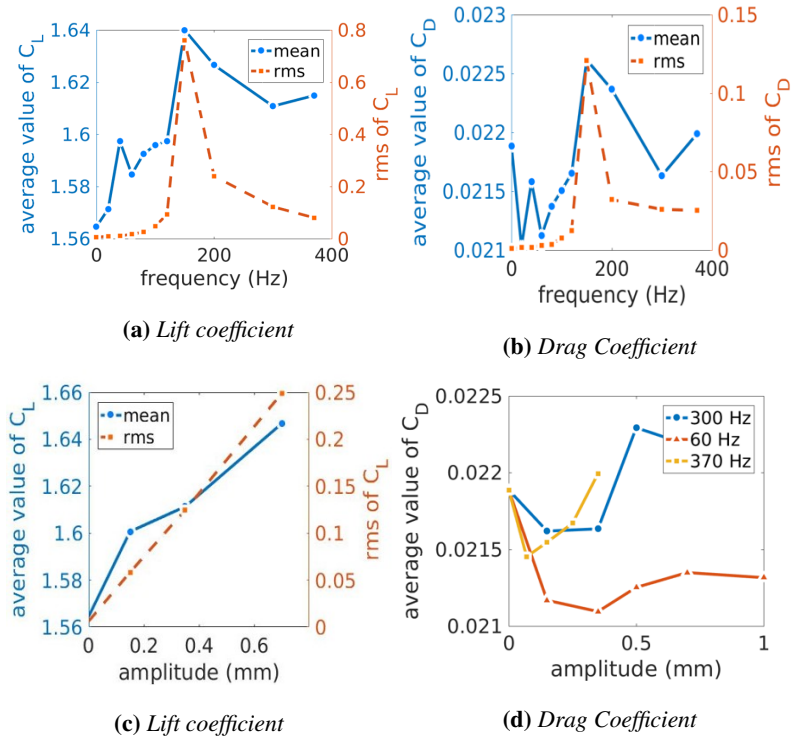 1.64
1.62
1.6
1.58
1.56
average value of C_L
0.8
0.6
0.4
0.2
0
rms of C_L
mean
rms
0 200 400
frequency (Hz)
(a) Lift coefficient
0.023
0.0225
0.022
0.0215
0.021
average value of C_D
0.15
0.1
0.05
0
rms of C_D
mean
rms
0 200 400
frequency (Hz)
(b) Drag Coefficient
1.66
1.64
1.62
1.6
1.58
1.56
average value of C_L
0.25
0.2
0.15
0.1
0.05
0
rms of C_L
mean
rms
0 0.2 0.4 0.6
amplitude (mm)
(c) Lift coefficient
0.0225
0.022
0.0215
0.021
average value of C_D
300 Hz
60 Hz
370 Hz
0 0.5 1
amplitude (mm)
(d) Drag Coefficient